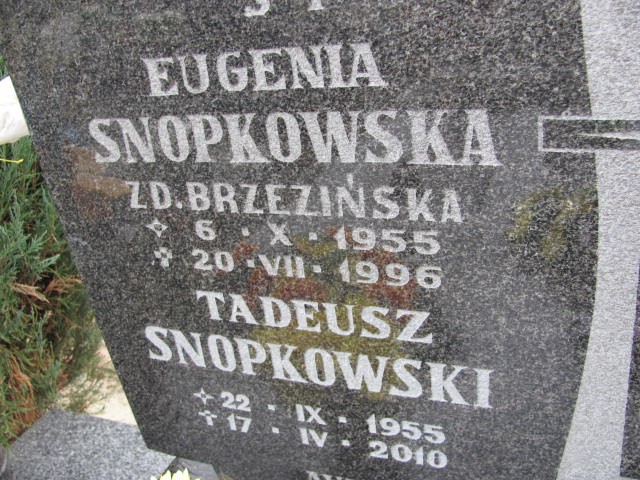 Ś P
EUGENIA
SNOPKOWSKA
ZD. BRZEZIŃSKA
6 · X · 1955
20 · VII · 1996
TADEUSZ
SNOPKOWSKI
22 · IX · 1955
17 · IV · 2010